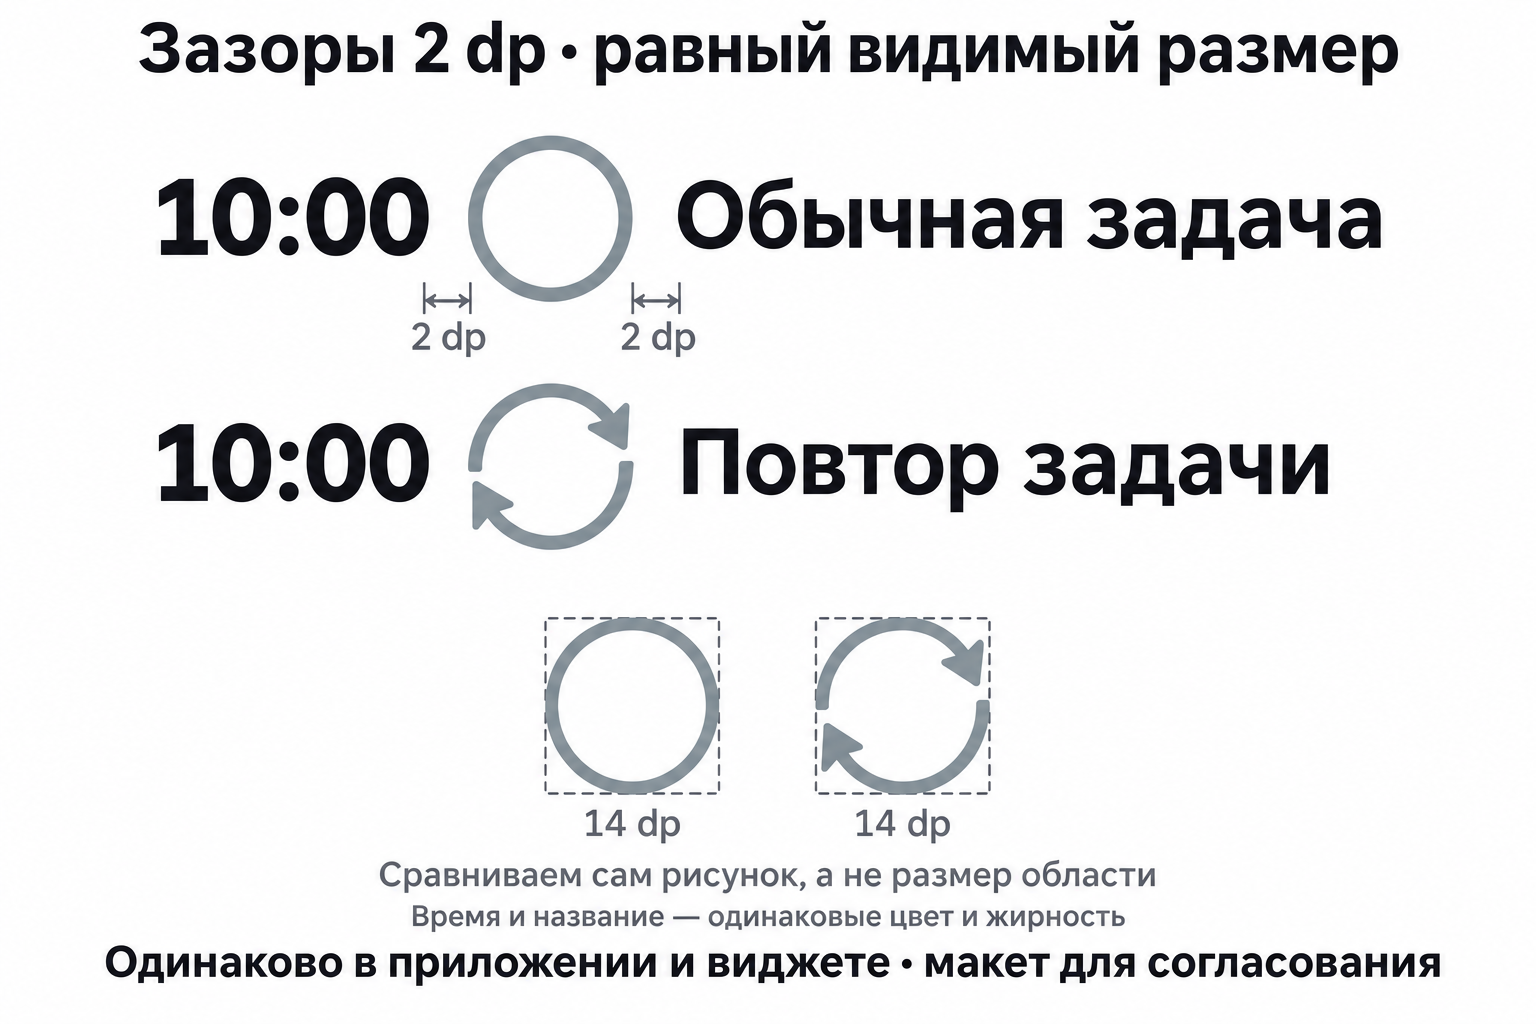 Зазоры 2 dp • равный видимый размер
10:00 Обычная задача
2 dp 2 dp
10:00 Повтор задачи
14 dp 14 dp
Сравниваем сам рисунок, а не размер области
Время и название — одинаковые цвет и жирность
Одинаково в приложении и виджете • макет для согласования